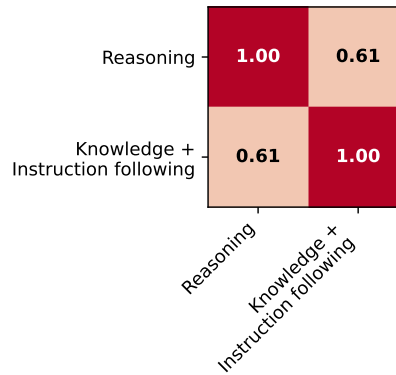 Reasoning
1.00 0.61
Knowledge +
Instruction following
0.61 1.00
Reasoning
Knowledge +
Instruction following